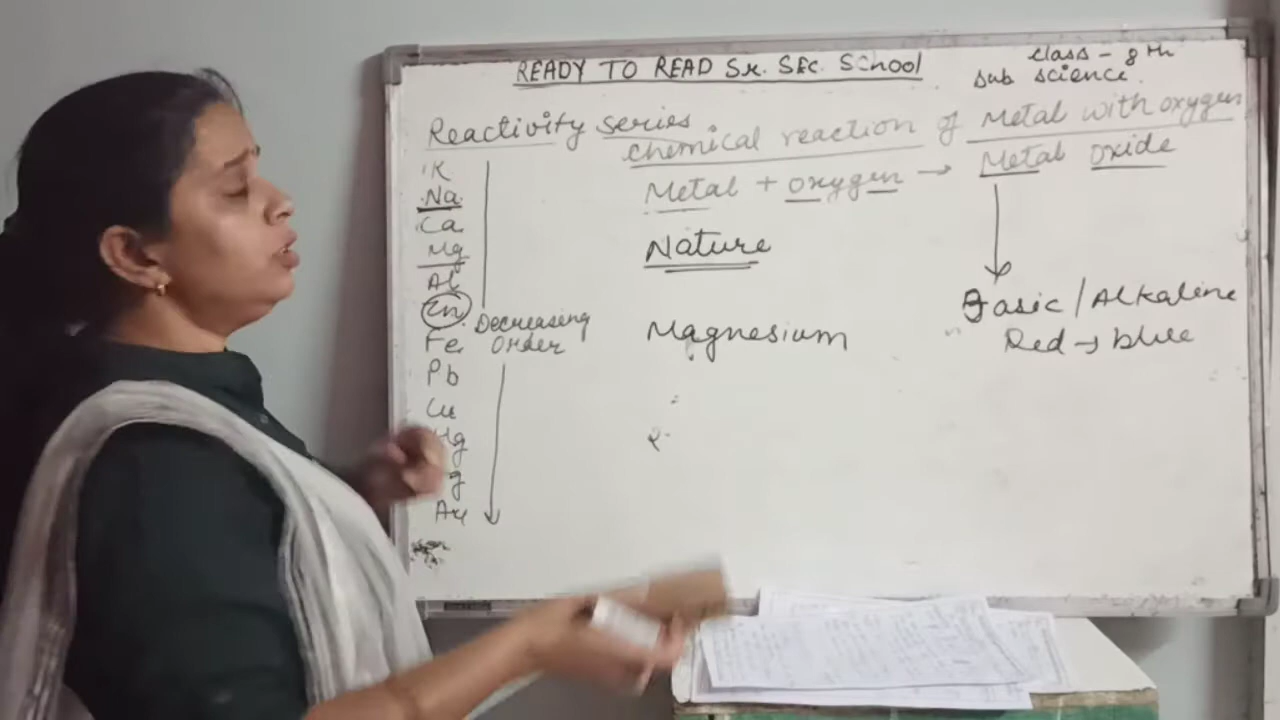 READY TO READ Sr. SEC. SCHOOL
class - 8th
Sub science
Reactivity series
chemical reaction of Metal with oxygen
K
Na
Ca
Mg
Al
Zn
Fe
Pb
Cu
Hg
g
Au
Decreasing
Order
Metal + oxygen → Metal oxide
Nature
Basic / Alkaline
Red → blue
Magnesium